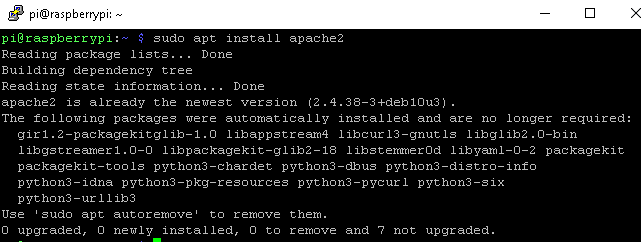 pi@raspberrypi: ~
pi@raspberrypi:~ $ sudo apt install apache2
Reading package lists... Done
Building dependency tree
Reading state information... Done
apache2 is already the newest version (2.4.38-3+deb10u3).
The following packages were automatically installed and are no longer required:
  gir1.2-packagekitglib-1.0 libappstream4 libcurl3-gnutls libglib2.0-bin
  libgstreamer1.0-0 libpackagekit-glib2-18 libstemmer0d libyaml-0-2 packagekit
  packagekit-tools python3-chardet python3-dbus python3-distro-info
  python3-idna python3-pkg-resources python3-pycurl python3-six
  python3-urllib3
Use 'sudo apt autoremove' to remove them.
0 upgraded, 0 newly installed, 0 to remove and 7 not upgraded.